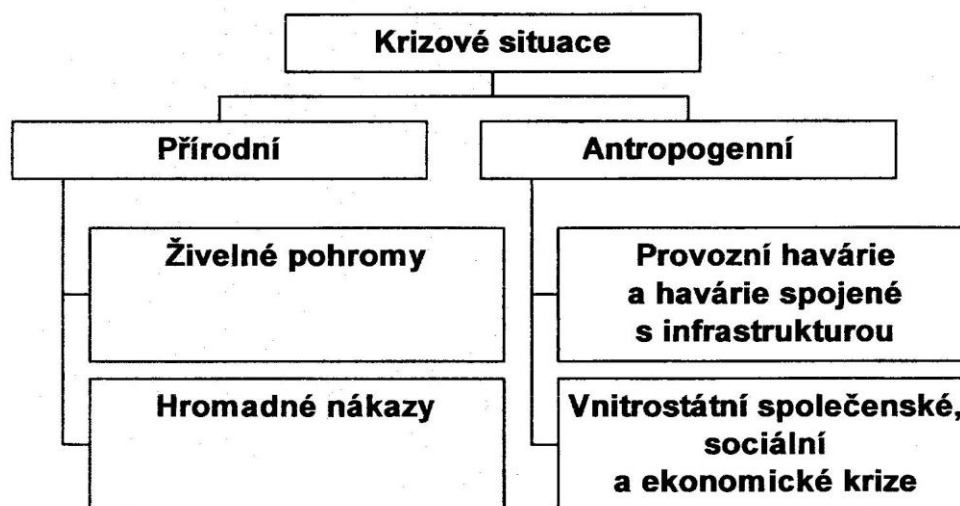 Krizové situace
Přírodní
Antropogenní
Živelné pohromy
Provozní havárie
a havárie spojené
s infrastrukturou
Hromadné nákazy
Vnitrostátní společenské,
sociální
a ekonomické krize